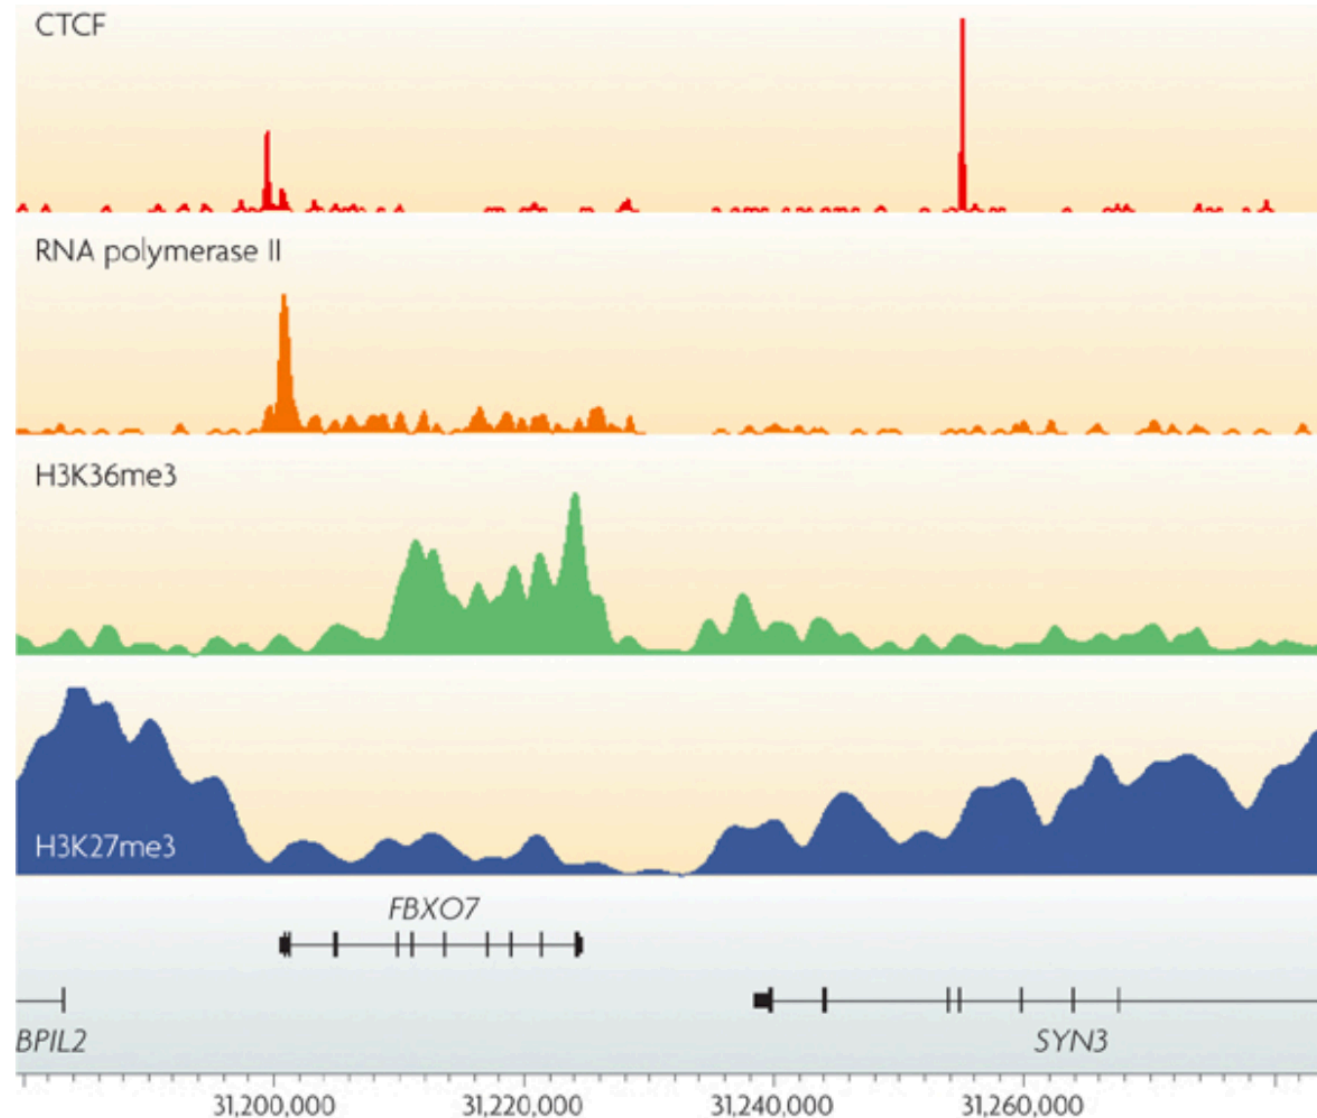 CTCF
RNA polymerase II
H3K36me3
H3K27me3
FBXO7
BPIL2
SYN3
31,200,000 31,220,000 31,240,000 31,260,000